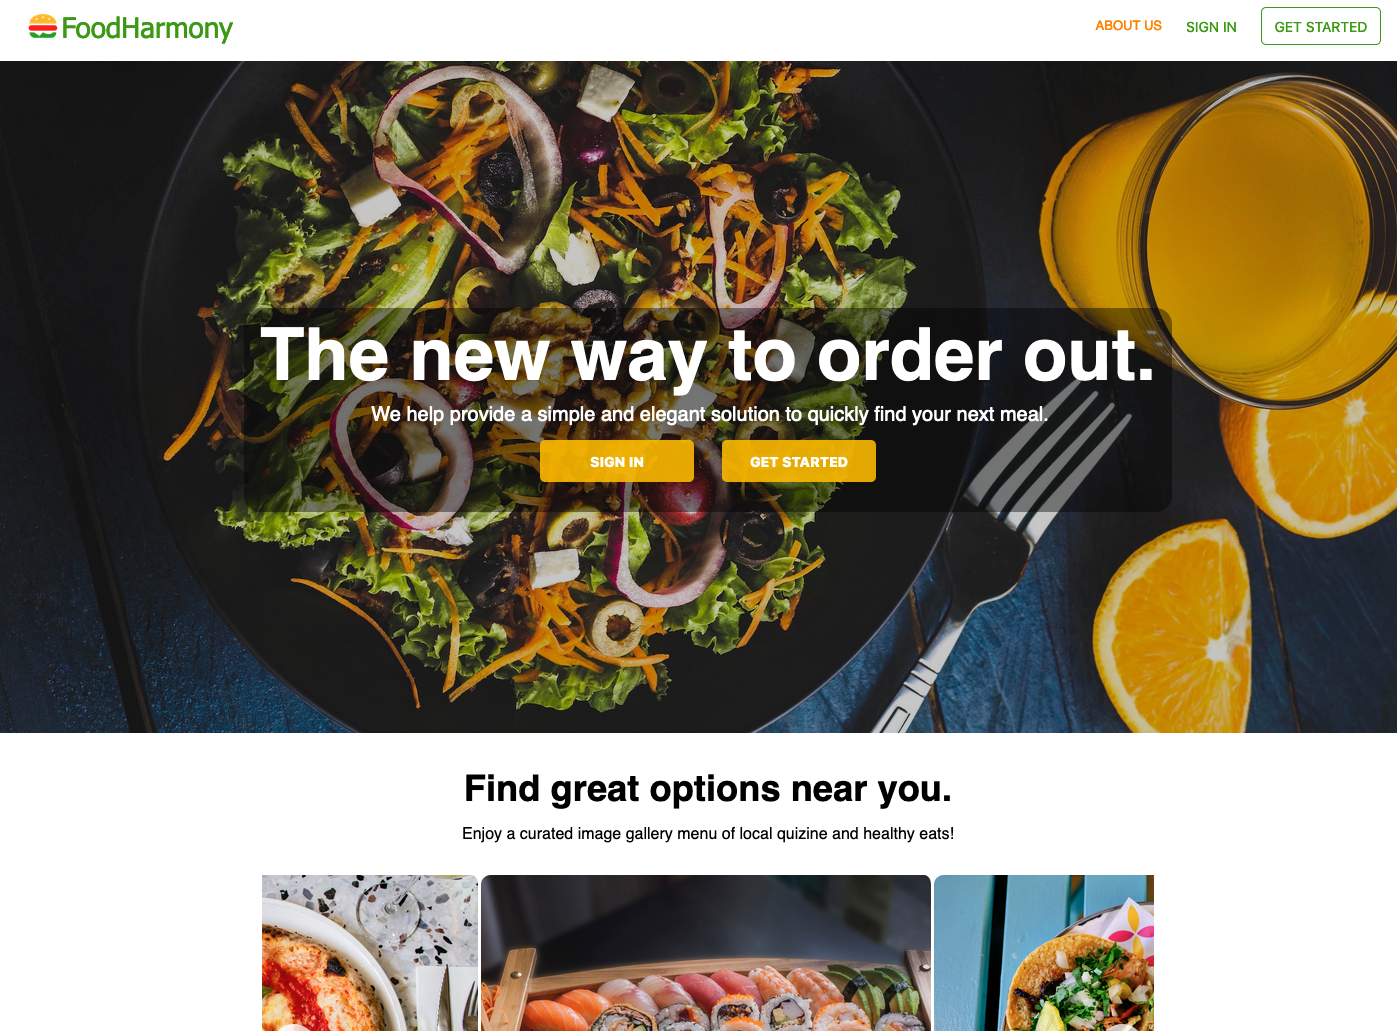 FoodHarmony
ABOUT US
SIGN IN
GET STARTED
The new way to order out.
We help provide a simple and elegant solution to quickly find your next meal.
SIGN IN
GET STARTED
Find great options near you.
Enjoy a curated image gallery menu of local quizine and healthy eats!